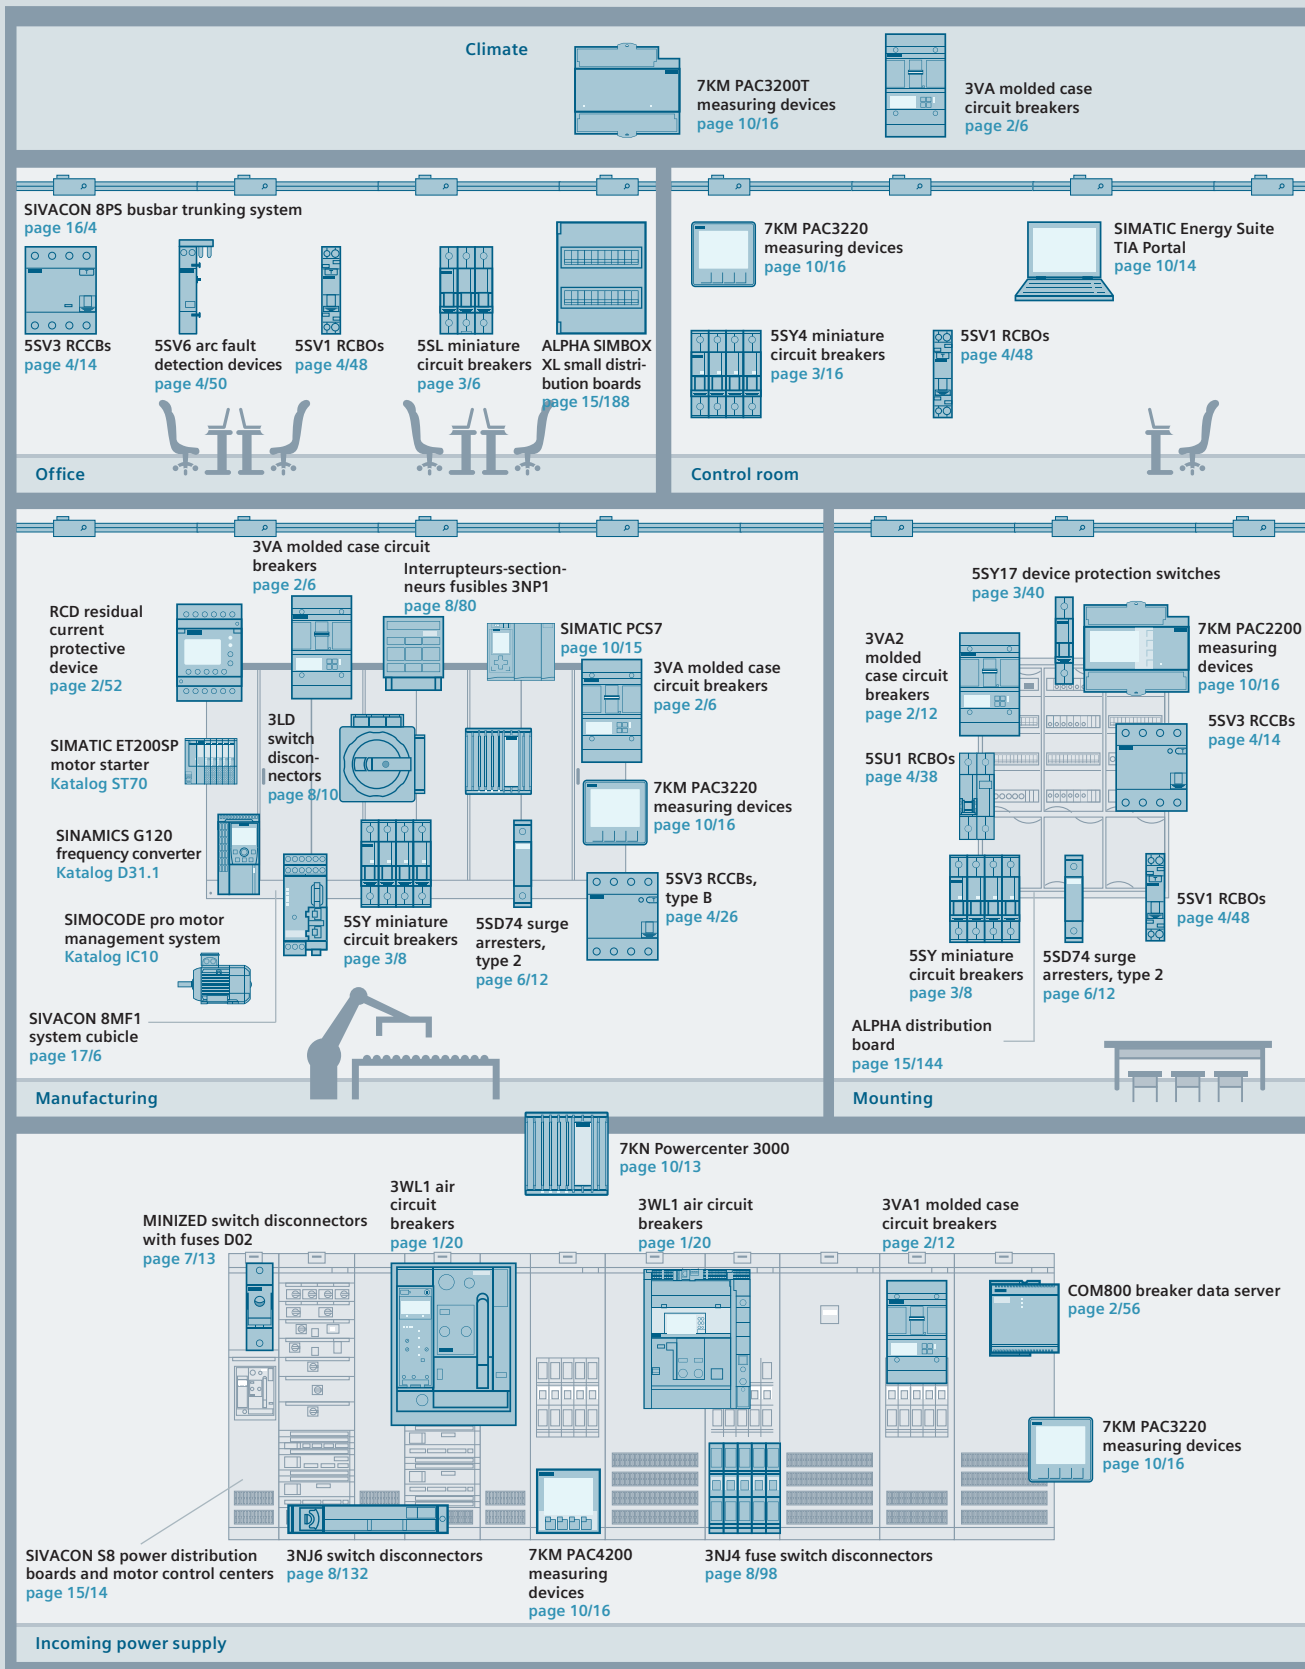 Climate
7KM PAC3200T
measuring devices
page 10/16
3VA molded case
circuit breakers
page 2/6
SIVACON 8PS busbar trunking system
page 16/4
5SV3 RCCBs
page 4/14
5SV6 arc fault
detection devices
page 4/50
5SV1 RCBOs
page 4/48
5SL miniature
circuit breakers
page 3/6
ALPHA SIMBOX
XL small distri-
bution boards
page 15/188
Office
7KM PAC3220
measuring devices
page 10/16
SIMATIC Energy Suite
TIA Portal
page 10/14
5SY4 miniature
circuit breakers
page 3/16
5SV1 RCBOs
page 4/48
Control room
3VA molded case circuit
breakers
page 2/6
Interrupteurs-section-
neurs fusibles 3NP1
page 8/80
RCD residual
current
protective
device
page 2/52
SIMATIC PCS7
page 10/15
3VA molded case
circuit breakers
page 2/6
3LD
switch
discon-
nectors
page 8/10
SIMATIC ET200SP
motor starter
Katalog ST70
7KM PAC3220
measuring devices
page 10/16
SINAMICS G120
frequency converter
Katalog D31.1
5SV3 RCCBs,
type B
page 4/26
SIMOCODE pro motor
management system
Katalog IC10
5SY miniature
circuit breakers
page 3/8
5SD74 surge
arresters,
type 2
page 6/12
SIVACON 8MF1
system cubicle
page 17/6
Manufacturing
5SY17 device protection switches
page 3/40
3VA2
molded
case circuit
breakers
page 2/12
7KM PAC2200
measuring
devices
page 10/16
5SV3 RCCBs
page 4/14
5SU1 RCBOs
page 4/38
5SV1 RCBOs
page 4/48
5SY miniature
circuit breakers
page 3/8
5SD74 surge
arresters, type 2
page 6/12
ALPHA distribution
board
page 15/144
Mounting
7KN Powercenter 3000
page 10/13
MINIZED switch disconnectors
with fuses D02
page 7/13
3WL1 air
circuit
breakers
page 1/20
3WL1 air circuit
breakers
page 1/20
3VA1 molded case
circuit breakers
page 2/12
COM800 breaker data server
page 2/56
7KM PAC3220
measuring devices
page 10/16
SIVACON S8 power distribution
boards and motor control centers
page 15/14
3NJ6 switch disconnectors
page 8/132
7KM PAC4200
measuring
devices
page 10/16
3NJ4 fuse switch disconnectors
page 8/98
Incoming power supply